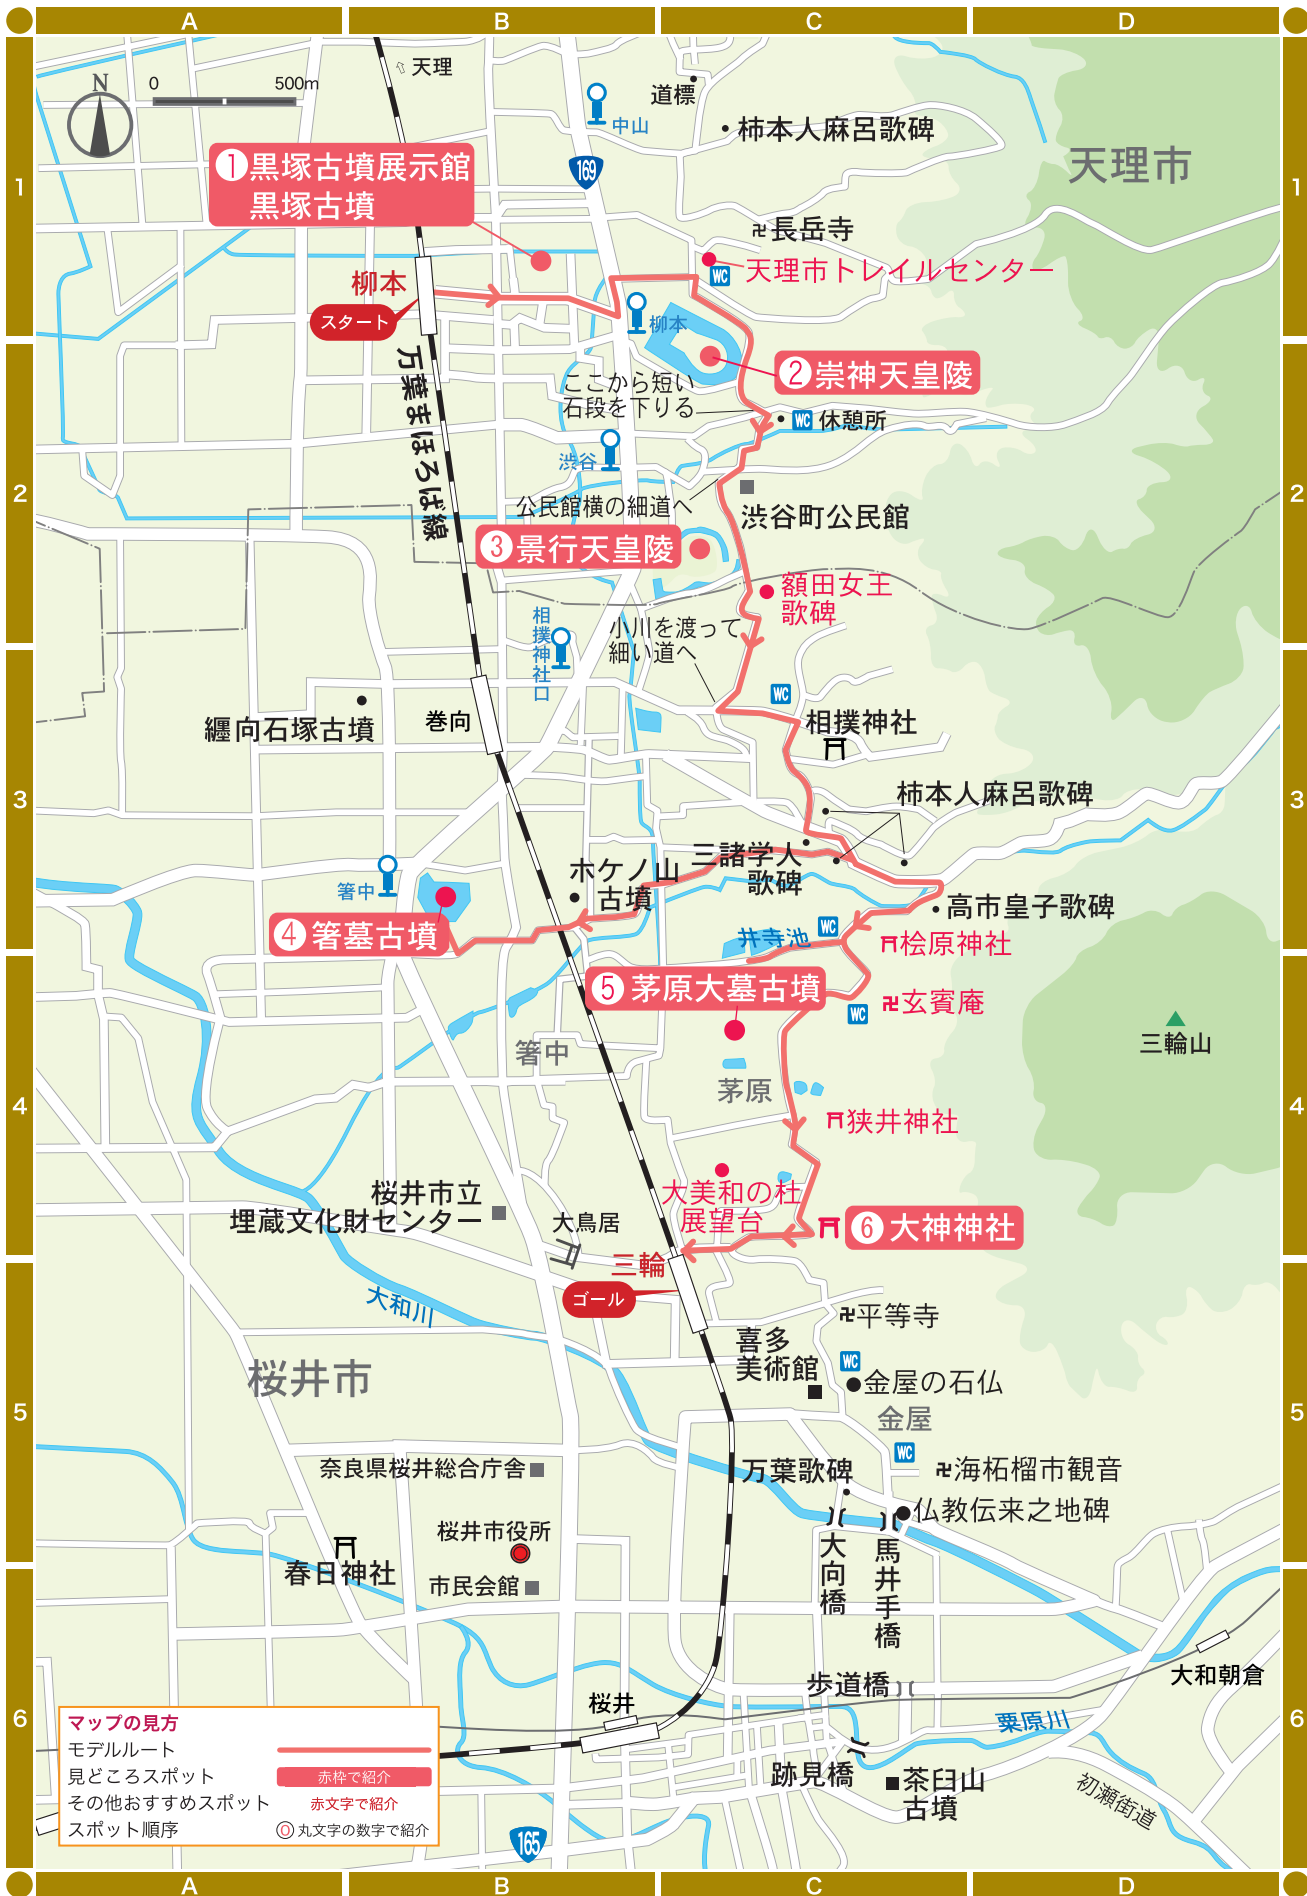 A
B
C
D
N
0 500m
⇧ 天理
道標
中山
柿本人麻呂歌碑
天理市
169
1
1
①黒塚古墳展示館
黒塚古墳
卍長岳寺
WC
天理市トレイルセンター
柳本
スタート
柳本
②崇神天皇陵
ここから短い
石段を下りる
WC
休憩所
万葉まほろば線
渋谷
2
2
公民館横の細道へ
渋谷町公民館
③景行天皇陵
額田女王
歌碑
相撲神社口
小川を渡って
細い道へ
WC
相撲神社
纒向石塚古墳
巻向
3
3
柿本人麻呂歌碑
三諸学人
歌碑
ホケノ山
古墳
箸中
高市皇子歌碑
④箸墓古墳
WC
井寺池
桧原神社
⑤茅原大墓古墳
卍玄賓庵
WC
箸中
三輪山
茅原
4
4
狭井神社
桜井市立
埋蔵文化財センター
大美和の杜
展望台
大鳥居
⑥大神神社
三輪
ゴール
大和川
卍平等寺
喜多
美術館
WC
桜井市
金屋の石仏
5
5
金屋
WC
奈良県桜井総合庁舎
万葉歌碑
卍海柘榴市観音
仏教伝来之地碑
桜井市役所
大向橋
馬井手橋
春日神社
市民会館
大和朝倉
歩道橋
桜井
6
6
粟原川
マップの見方
モデルルート
見どころスポット 赤枠で紹介
その他おすすめスポット 赤文字で紹介
スポット順序 ⓪丸文字の数字で紹介
跡見橋
茶臼山
古墳
初瀬街道
165
A
B
C
D